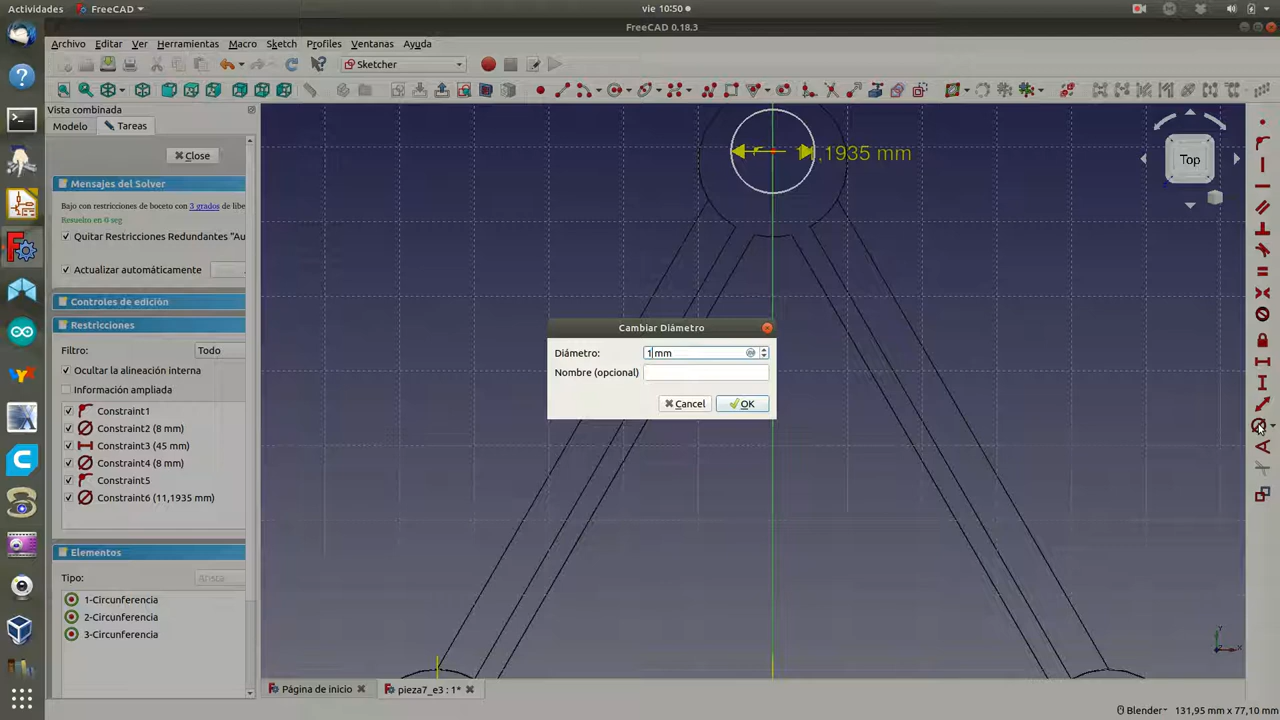 Actividades
FreeCAD
vie 10:50
FreeCAD 0.18.3
Archivo Editar Ver Herramientas Macro Sketch Profiles Ventanas Ayuda
Sketcher
Vista combinada
Modelo Tareas
Close
Mensajes del Solver
Bajo con restricciones de boceto con 3 grados de libe
Resuelto en 0 seg
Quitar Restricciones Redundantes "Au
Actualizar automáticamente
Controles de edición
Restricciones
Filtro: Todo
Ocultar la alineación interna
Información ampliada
Constraint1
Constraint2 (8 mm)
Constraint3 (45 mm)
Constraint4 (8 mm)
Constraint5
Constraint6 (11,1935 mm)
Elementos
Tipo: Arista
1-Circunferencia
2-Circunferencia
3-Circunferencia
,1935 mm
Top
Cambiar Diámetro
Diámetro: 1 mm
Nombre (opcional)
Cancel OK
Página de inicio
pieza7_e3 : 1*
Blender
131,95 mm x 77,10 mm